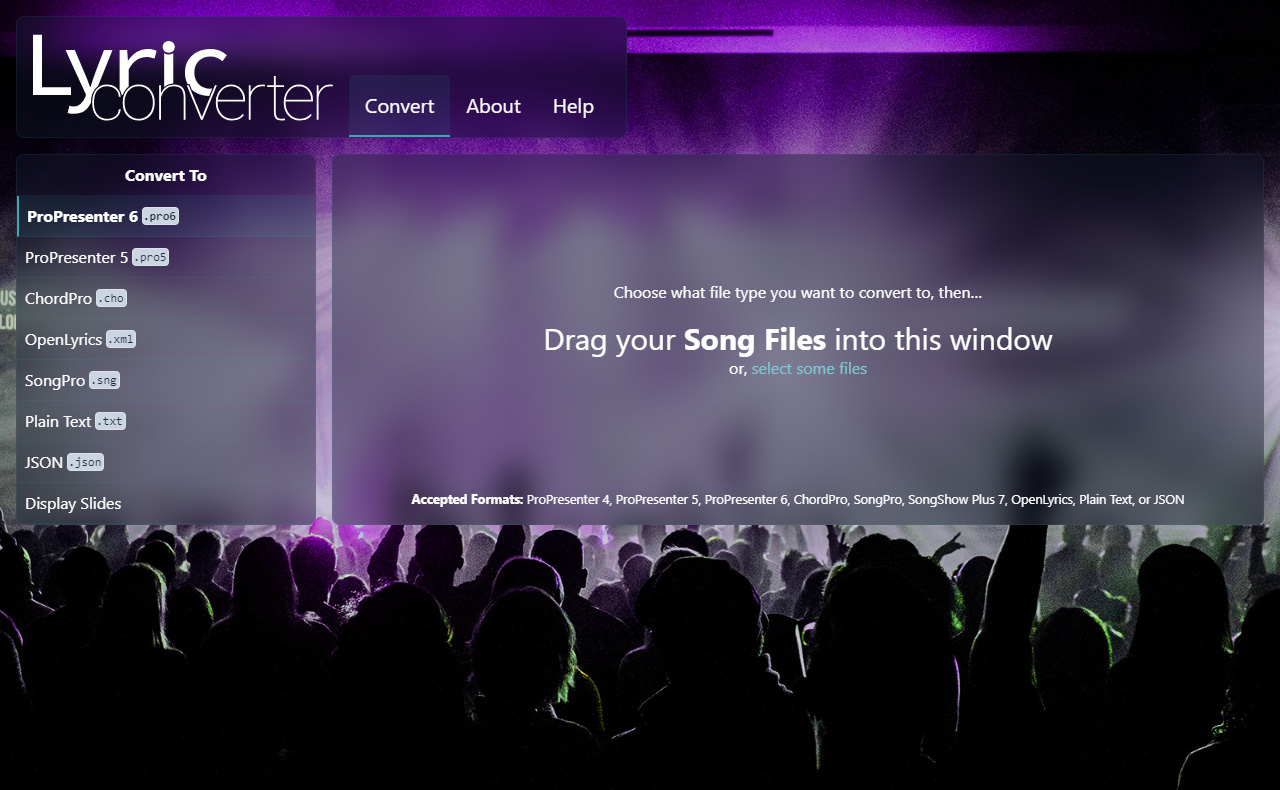 Lyric
converter
Convert About Help
Convert To
ProPresenter 6 .pro6
ProPresenter 5 .pro5
ChordPro .cho
OpenLyrics .xml
SongPro .sng
Plain Text .txt
JSON .json
Display Slides
Choose what file type you want to convert to, then...
Drag your Song Files into this window
or, select some files
Accepted Formats: ProPresenter 4, ProPresenter 5, ProPresenter 6, ChordPro, SongPro, SongShow Plus 7, OpenLyrics, Plain Text, or JSON